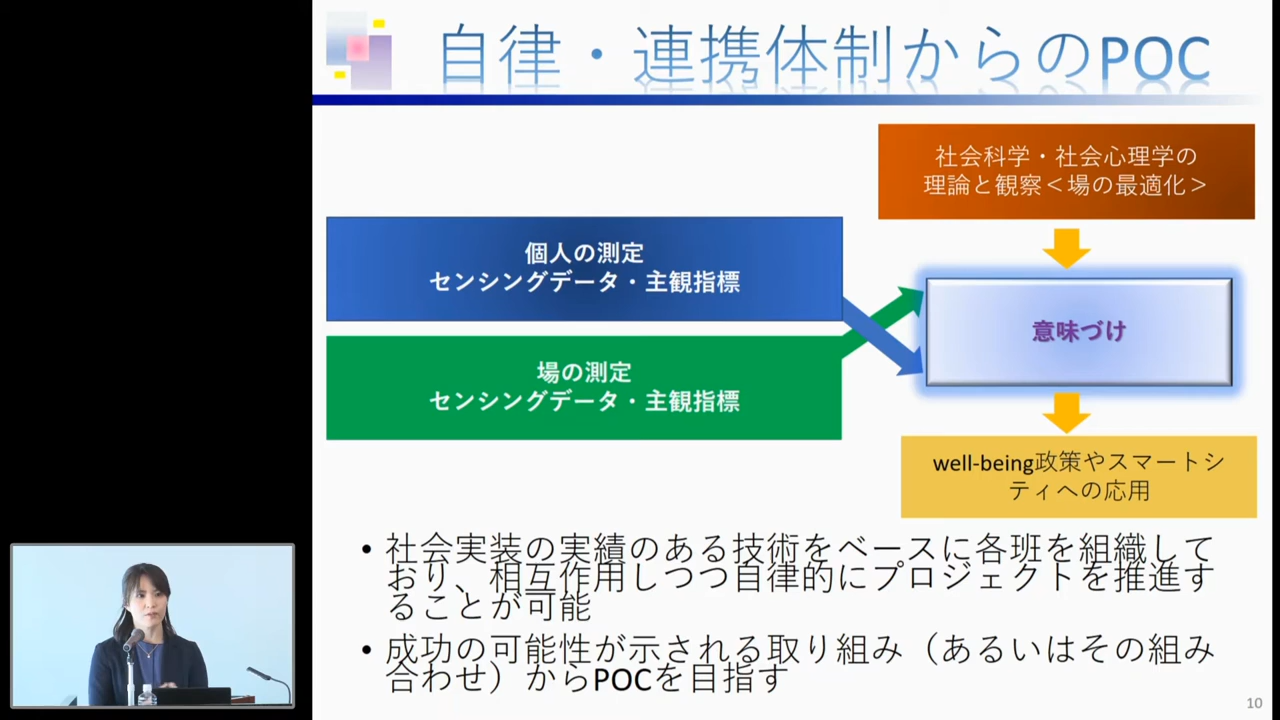 自律・連携体制からのPOC
社会科学・社会心理学の
理論と観察＜場の最適化＞
個人の測定
センシングデータ・主観指標
場の測定
センシングデータ・主観指標
意味づけ
well-being政策やスマートシ
ティへの応用
• 社会実装の実績のある技術をベースに各班を組織して
おり、相互作用しつつ自律的にプロジェクトを推進す
ることが可能
• 成功の可能性が示される取り組み（あるいはその組み
合わせ）からPOCを目指す
10